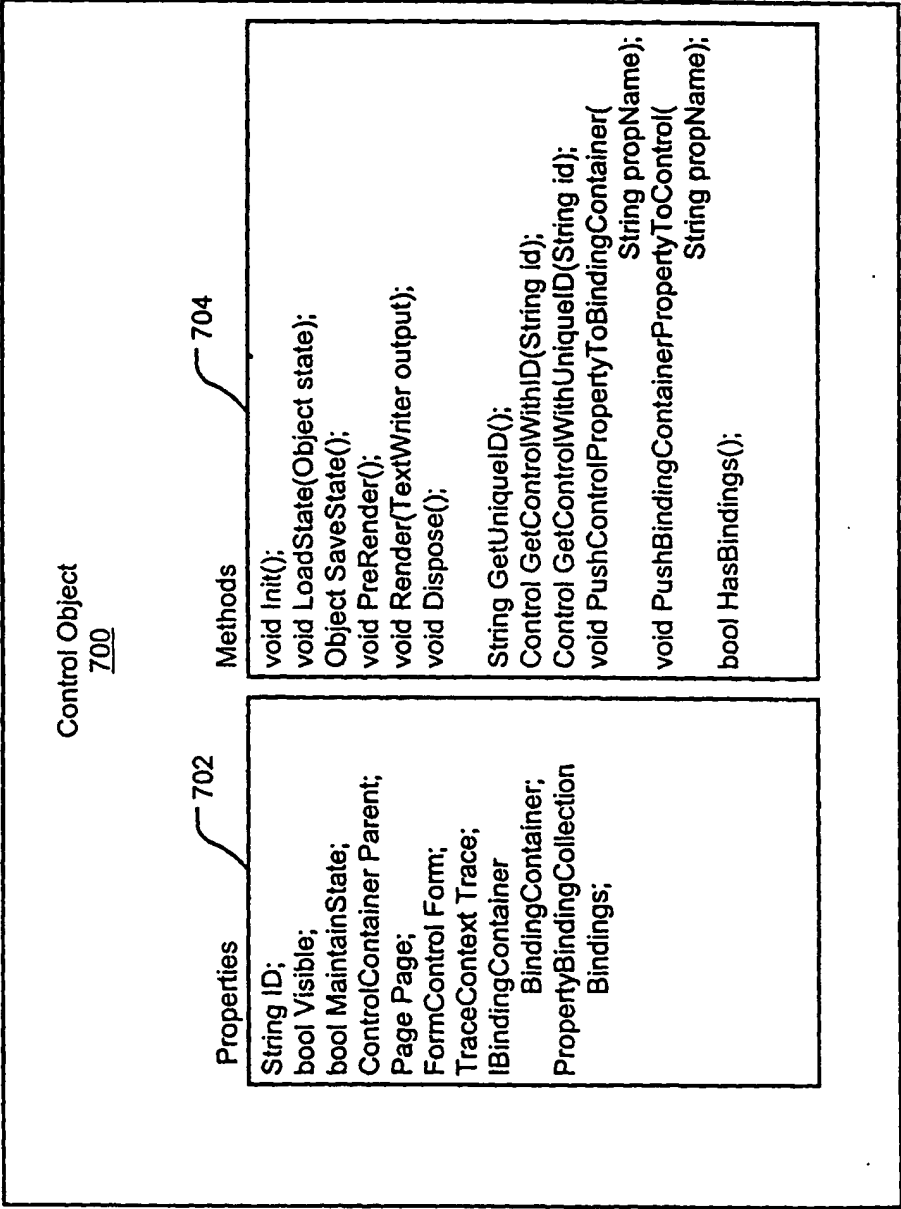 Control Object
700
Properties
702
String ID;
bool Visible;
bool MaintainState;
ControlContainer Parent;
Page Page;
FormControl Form;
TraceContext Trace;
IBindingContainer
BindingContainer;
PropertyBindingCollection
Bindings;
Methods
704
void Init();
void LoadState(Object state);
Object SaveState();
void PreRender();
void Render(TextWriter output);
void Dispose();
String GetUniqueID();
Control GetControlWithID(String id);
Control GetControlWithUniqueID(String id);
void PushControlPropertyToBindingContainer(
String propName);
void PushBindingContainerPropertyToControl(
String propName);
bool HasBindings();